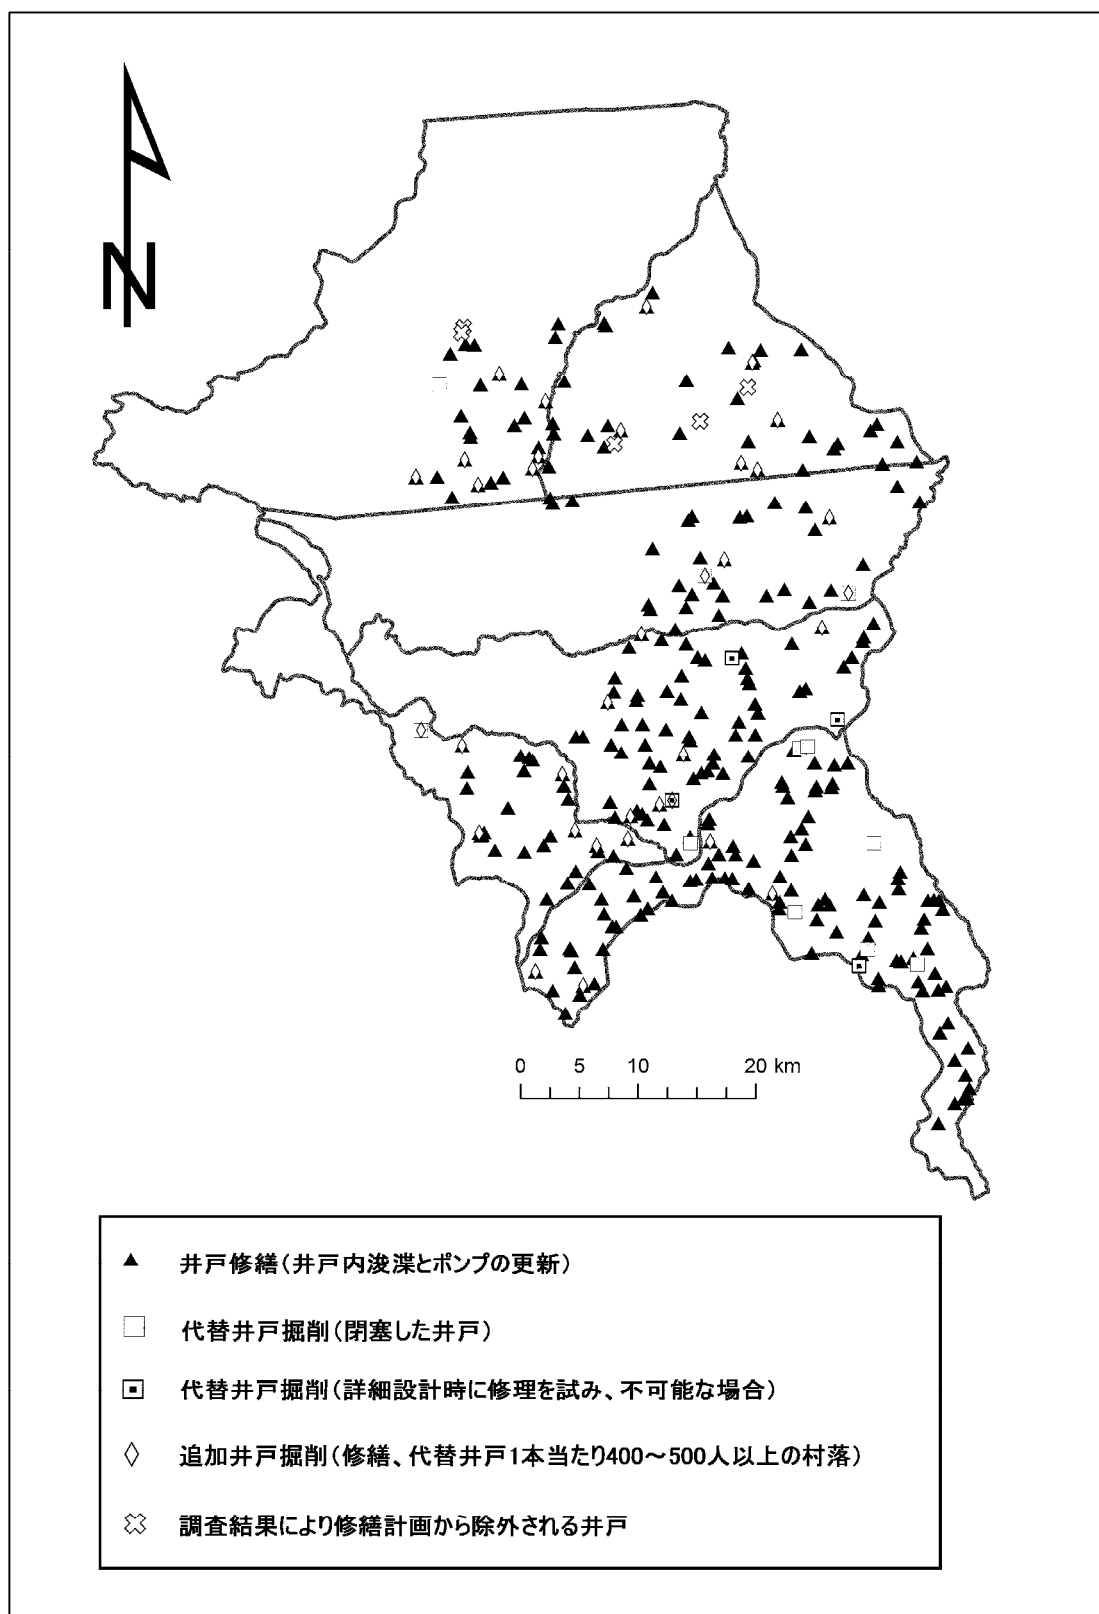 N
0 5 10 20 km
井戸修繕(井戸内浚渫とポンプの更新)
代替井戸掘削(閉塞した井戸)
代替井戸掘削(詳細設計時に修理を試み、不可能な場合)
追加井戸掘削(修繕、代替井戸1本当たり400～500人以上の村落)
調査結果により修繕計画から除外される井戸